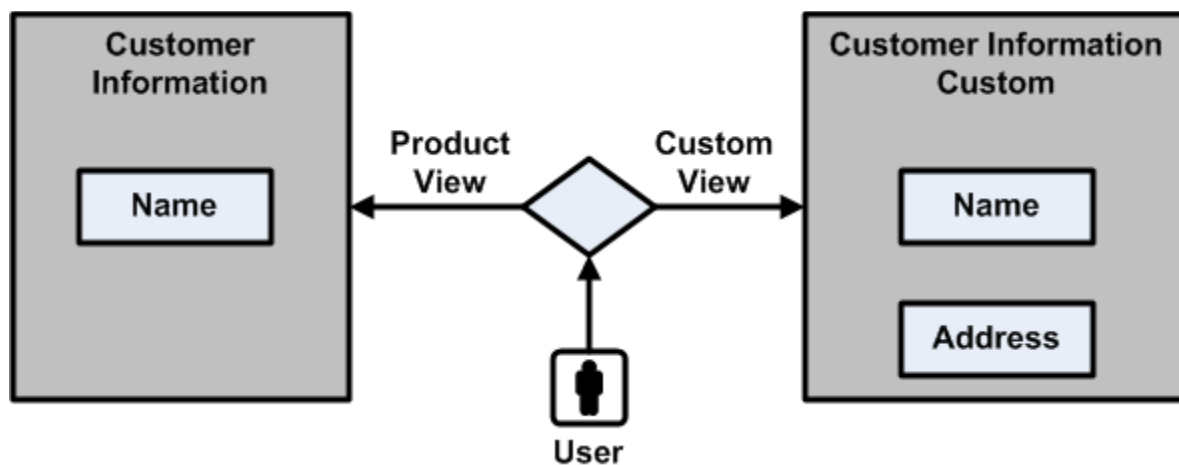 Customer
Information
Name
Product
View
Custom
View
Customer Information
Custom
Name
Address
User